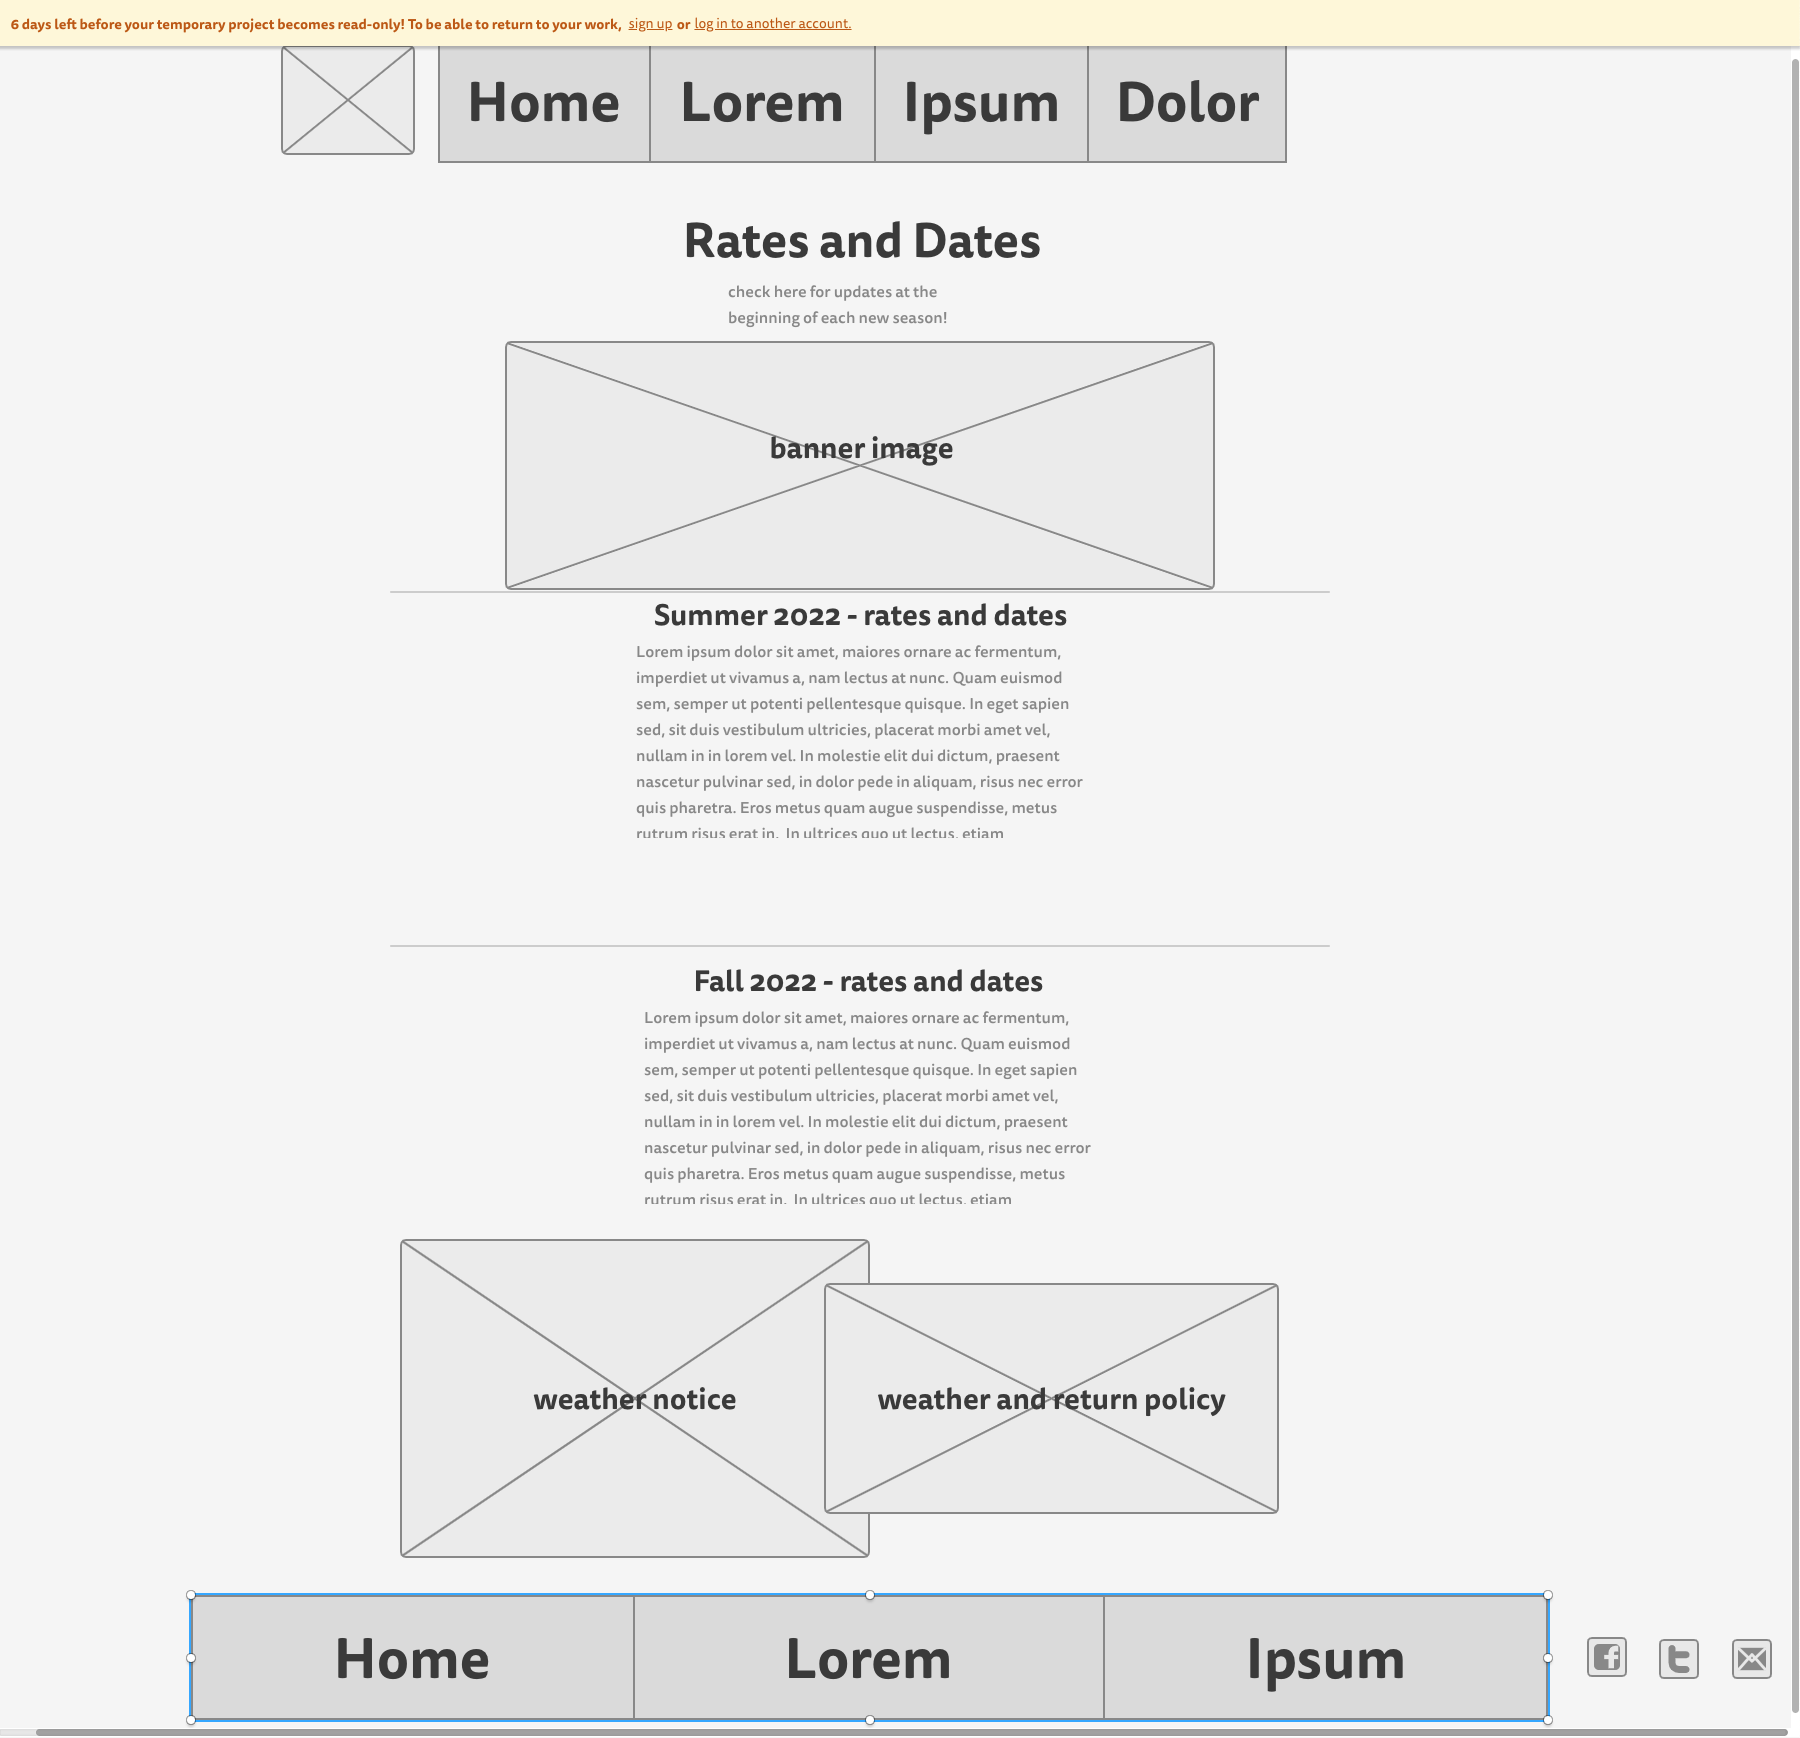 6 days left before your temporary project becomes read-only! To be able to return to your work, sign up or log in to another account.
Home Lorem Ipsum Dolor
Rates and Dates
check here for updates at the
beginning of each new season!
banner image
Summer 2022 - rates and dates
Lorem ipsum dolor sit amet, maiores ornare ac fermentum,
imperdiet ut vivamus a, nam lectus at nunc. Quam euismod
sem, semper ut potenti pellentesque quisque. In eget sapien
sed, sit duis vestibulum ultricies, placerat morbi amet vel,
nullam in in lorem vel. In molestie elit dui dictum, praesent
nascetur pulvinar sed, in dolor pede in aliquam, risus nec error
quis pharetra. Eros metus quam augue suspendisse, metus
rutrum risus erat in.  In ultrices quo ut lectus, etiam
Fall 2022 - rates and dates
Lorem ipsum dolor sit amet, maiores ornare ac fermentum,
imperdiet ut vivamus a, nam lectus at nunc. Quam euismod
sem, semper ut potenti pellentesque quisque. In eget sapien
sed, sit duis vestibulum ultricies, placerat morbi amet vel,
nullam in in lorem vel. In molestie elit dui dictum, praesent
nascetur pulvinar sed, in dolor pede in aliquam, risus nec error
quis pharetra. Eros metus quam augue suspendisse, metus
rutrum risus erat in.  In ultrices quo ut lectus, etiam
weather notice
weather and return policy
Home Lorem Ipsum